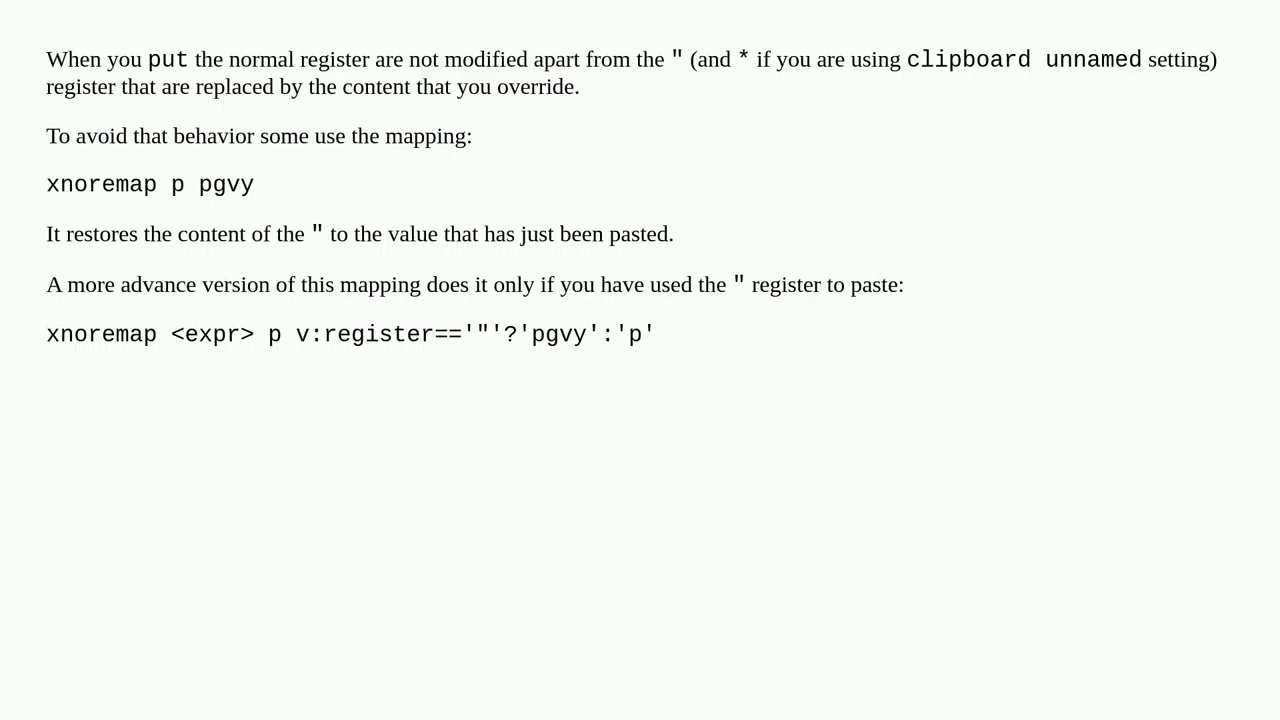 When you put the normal register are not modified apart from the " (and * if you are using clipboard unnamed setting)
register that are replaced by the content that you override.
To avoid that behavior some use the mapping:
xnoremap p pgvy
It restores the content of the " to the value that has just been pasted.
A more advance version of this mapping does it only if you have used the " register to paste:
xnoremap <expr> p v:register=='"'?'pgvy':'p'